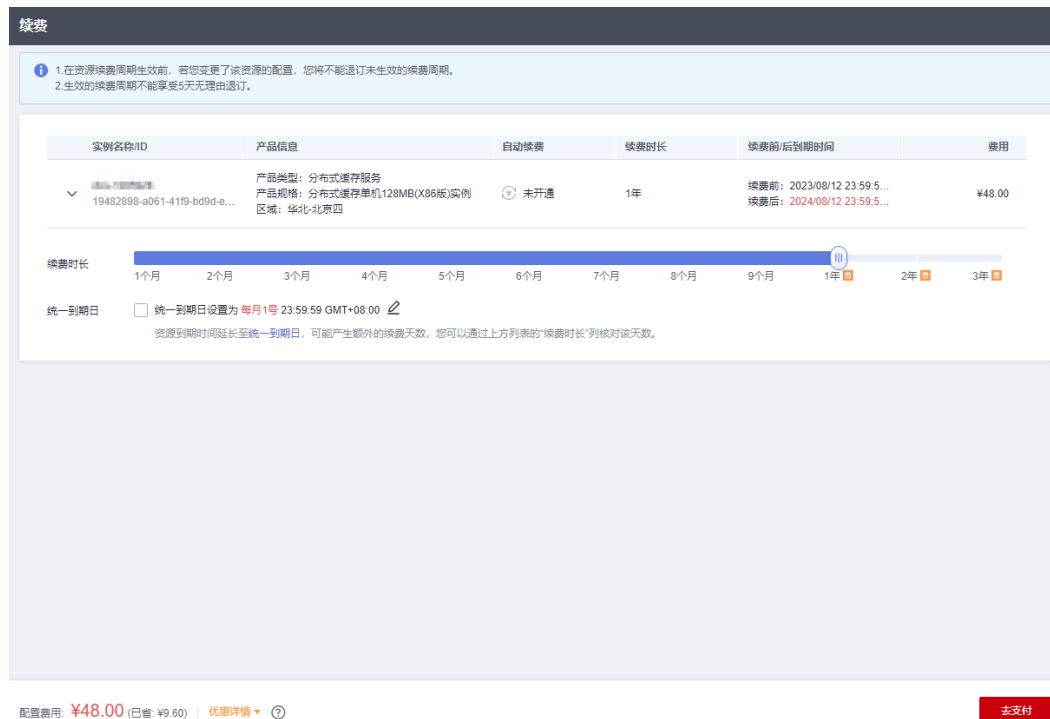 续费
1.在资源续费周期生效前，若您变更了该资源的配置，您将不能退订未生效的续费周期。
2.生效的续费周期不能享受5天无理由退订。
实例名称/ID 产品信息 自动续费 续费时长 续费前/后到期时间 费用
产品类型：分布式缓存服务
19482898-a061-41f9-bd9d-e... 产品规格：分布式缓存单机128MB(X86版)实例 未开通 1年 续费前：2023/08/12 23:59:5... ¥48.00
区域：华北-北京四 续费后：2024/08/12 23:59:5...
续费时长
1个月 2个月 3个月 4个月 5个月 6个月 7个月 8个月 9个月 1年 2年 3年
统一到期日 统一到期日设置为 每月1号 23:59:59 GMT+08:00
资源到期时间延长至统一到期日，可能产生额外的续费天数，您可以通过上方列表的“续费时长”列核对该天数。
配置费用: ¥48.00 (已省: ¥9.60) 优惠详情
去支付